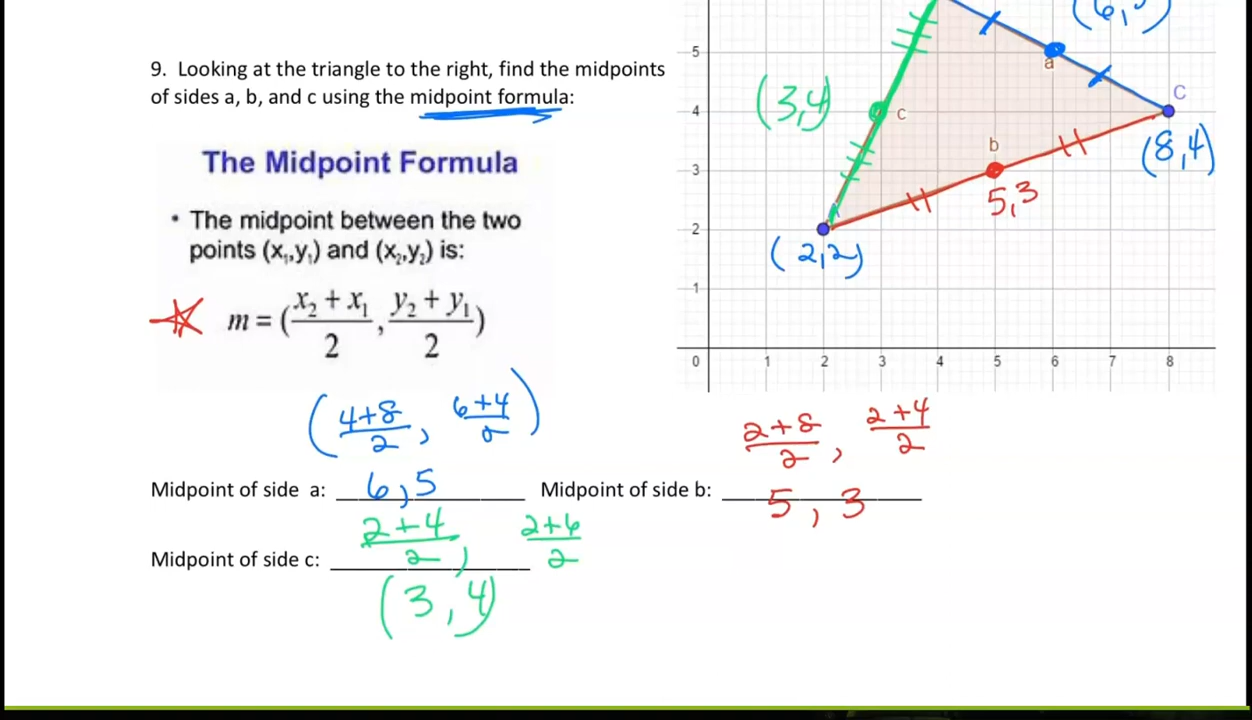 9. Looking at the triangle to the right, find the midpoints
of sides a, b, and c using the midpoint formula:
The Midpoint Formula
• The midpoint between the two
points (x₁,y₁) and (x₂,y₂) is:
m = (x₂ + x₁ / 2, y₂ + y₁ / 2)
(4+8 / 2, 6+4 / 2)
Midpoint of side a: 6,5
2+8 / 2, 2+4 / 2
Midpoint of side b: 5, 3
2+4 / 2, 2+6 / 2
Midpoint of side c:
(3,4)
5
a
(3,4)
4
c
C
(8,4)
b
3
5,3
2
(2,2)
1
0 1 2 3 4 5 6 7 8